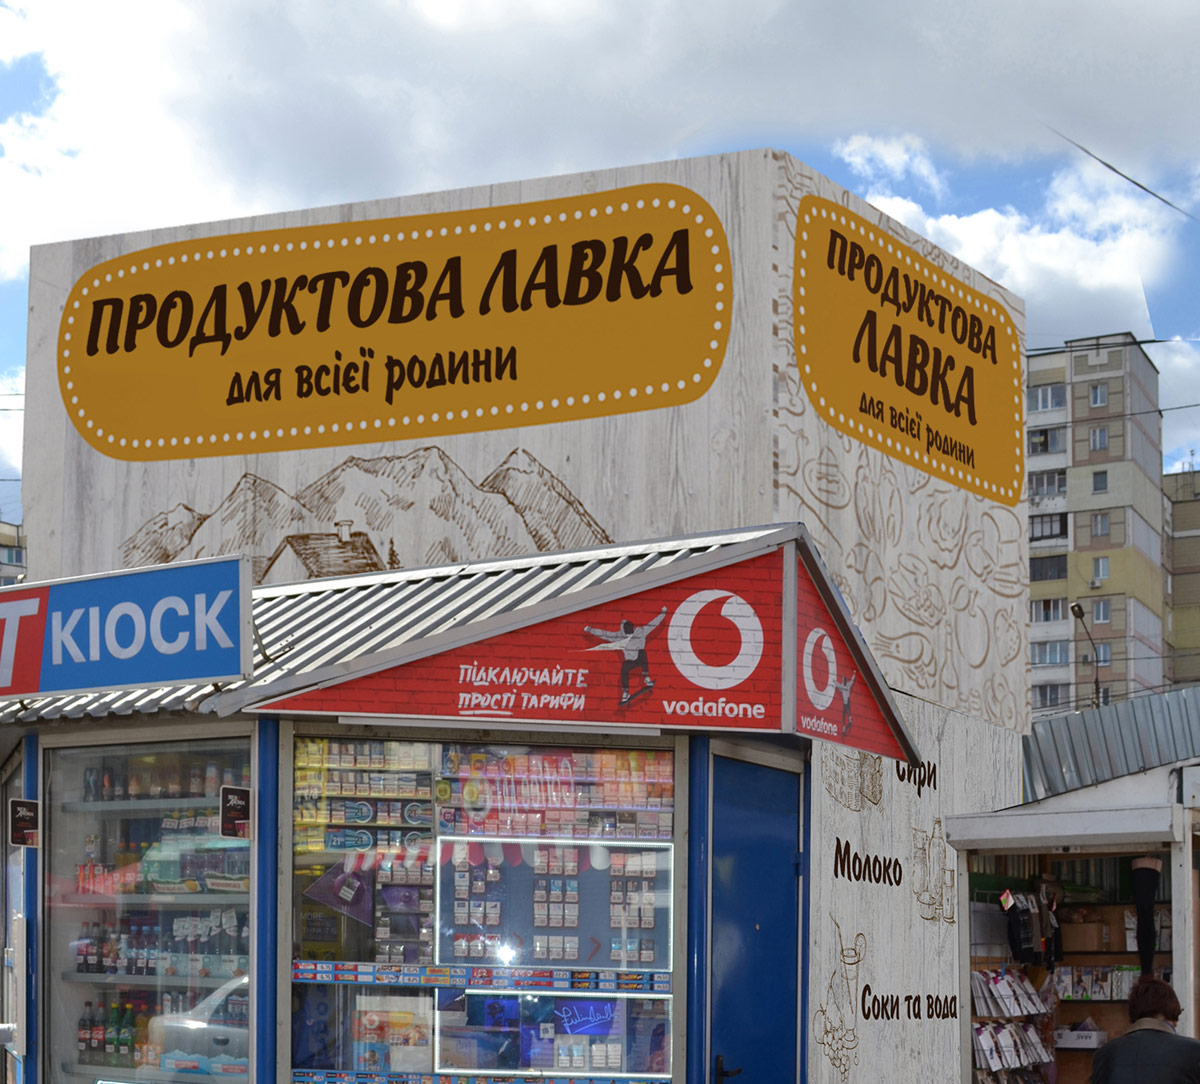 ПРОДУКТОВА ЛАВКА
для всієї родини
ПРОДУКТОВА
ЛАВКА
для всієї родини
T KIOCK
ПІДКЛЮЧАЙТЕ
ПРОСТІ ТАРИФИ
vodafone
vodafone
Сири
Молоко
Соки та вода